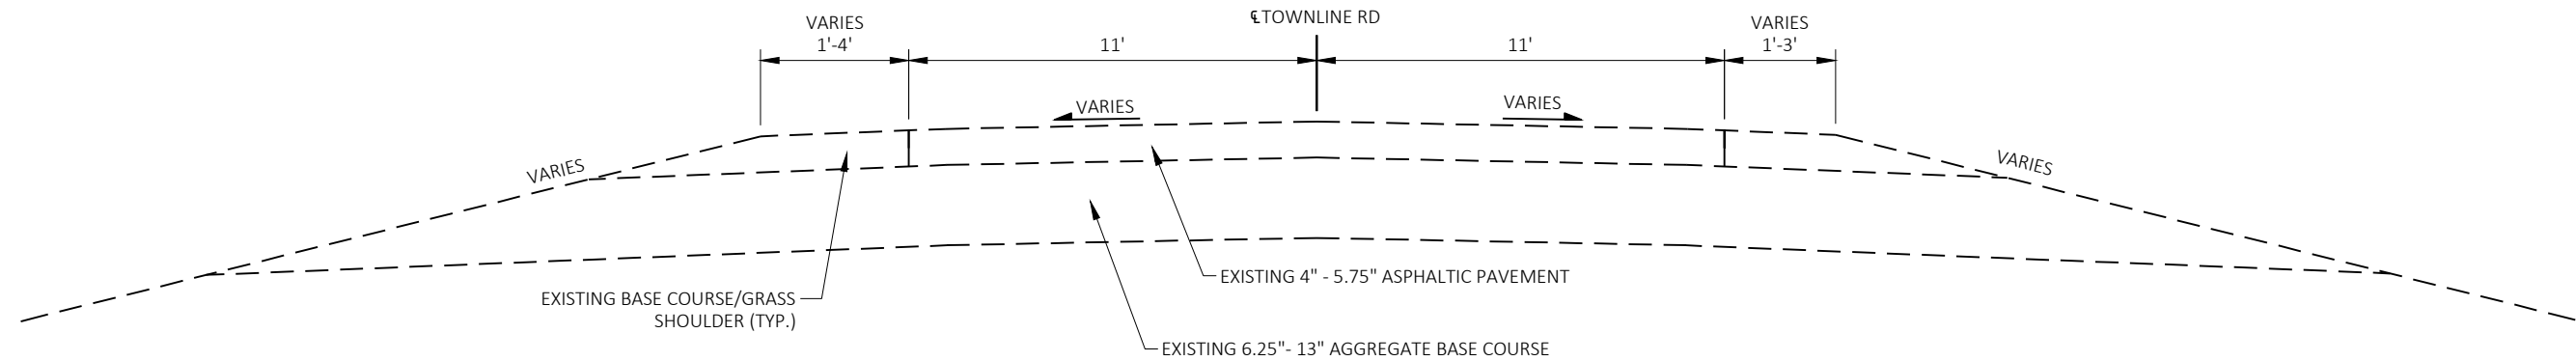 VARIES
1'-4'
11'
℄ TOWNLINE RD
11'
VARIES
1'-3'
VARIES
VARIES
VARIES
VARIES
EXISTING BASE COURSE/GRASS
SHOULDER (TYP.)
EXISTING 4" - 5.75" ASPHALTIC PAVEMENT
EXISTING 6.25"- 13" AGGREGATE BASE COURSE